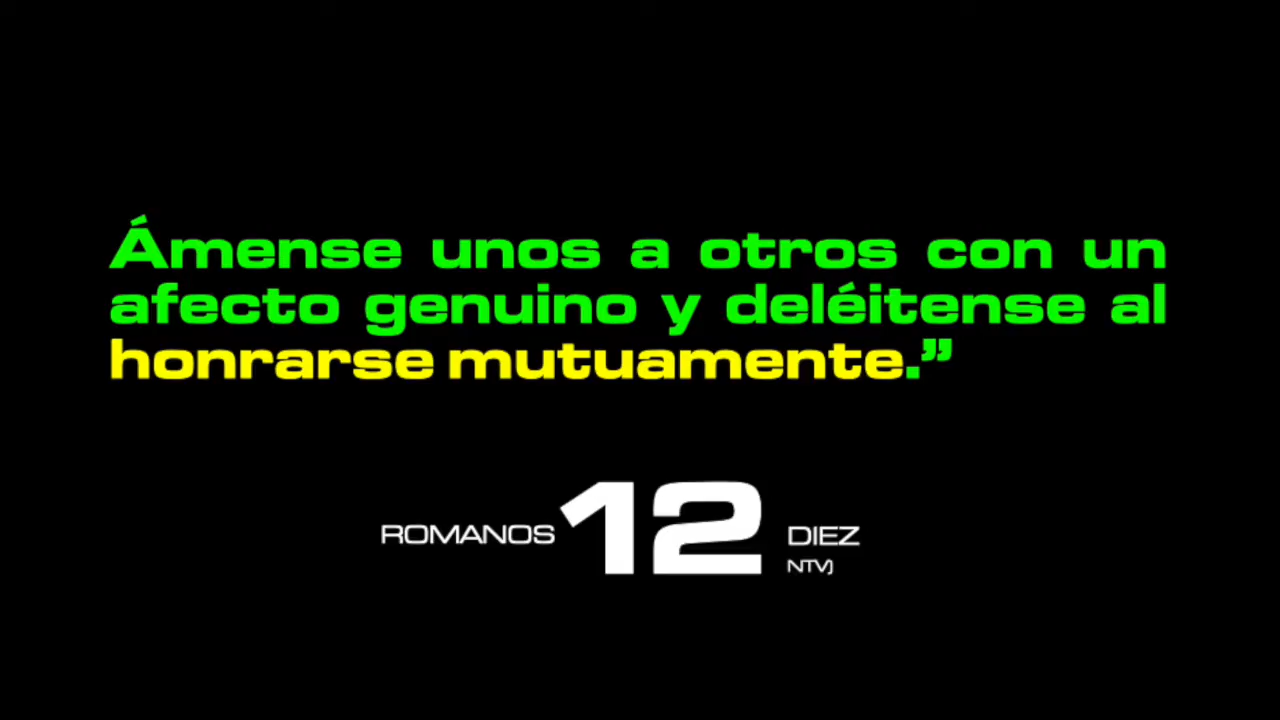 Ámense unos a otros con un
afecto genuino y deléitense al
honrarse mutuamente.”
ROMANOS 12 DIEZ
NTV)